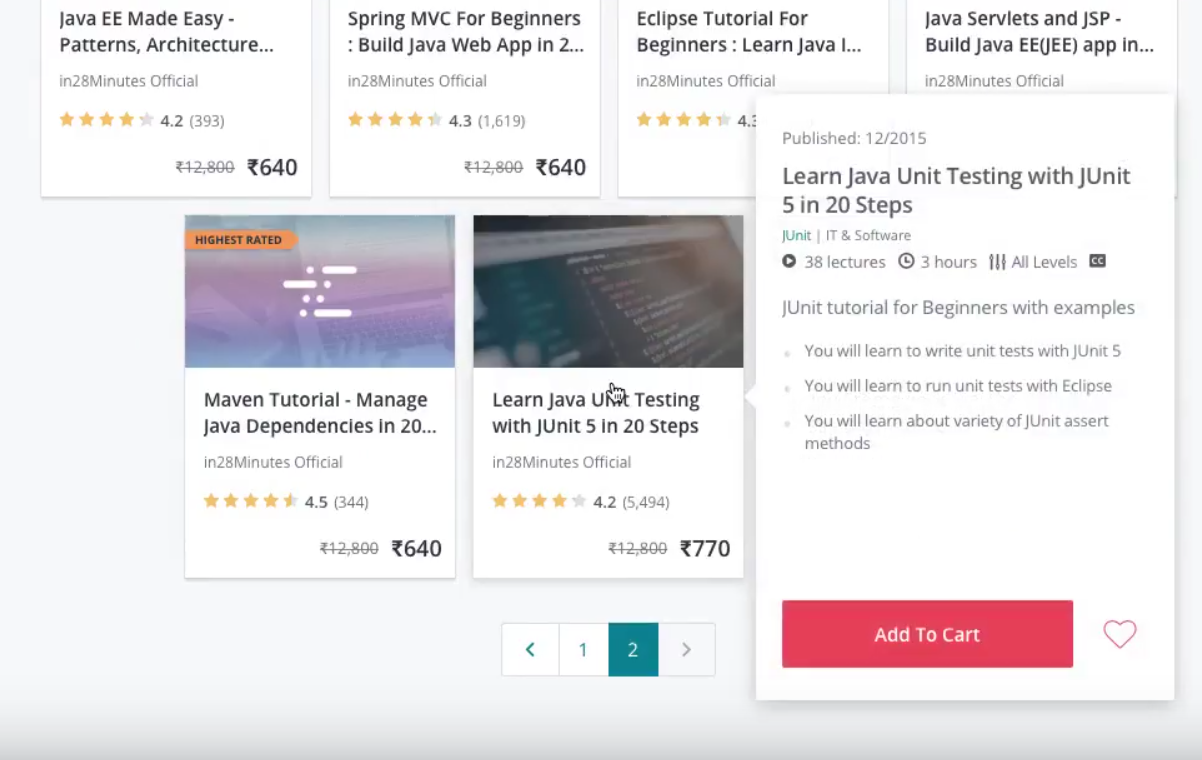 Java EE Made Easy -
Patterns, Architecture...
in28Minutes Official
4.2 (393)
₹12,800 ₹640
Spring MVC For Beginners
: Build Java Web App in 2...
in28Minutes Official
4.3 (1,619)
₹12,800 ₹640
Eclipse Tutorial For
Beginners : Learn Java I...
in28Minutes Official
4.3
Java Servlets and JSP -
Build Java EE(JEE) app in...
in28Minutes Official
HIGHEST RATED
Maven Tutorial - Manage
Java Dependencies in 20...
in28Minutes Official
4.5 (344)
₹12,800 ₹640
Learn Java Unit Testing
with JUnit 5 in 20 Steps
in28Minutes Official
4.2 (5,494)
₹12,800 ₹770
Published: 12/2015
Learn Java Unit Testing with JUnit
5 in 20 Steps
JUnit | IT & Software
38 lectures 3 hours All Levels CC
JUnit tutorial for Beginners with examples
You will learn to write unit tests with JUnit 5
You will learn to run unit tests with Eclipse
You will learn about variety of JUnit assert
methods
Add To Cart
1 2